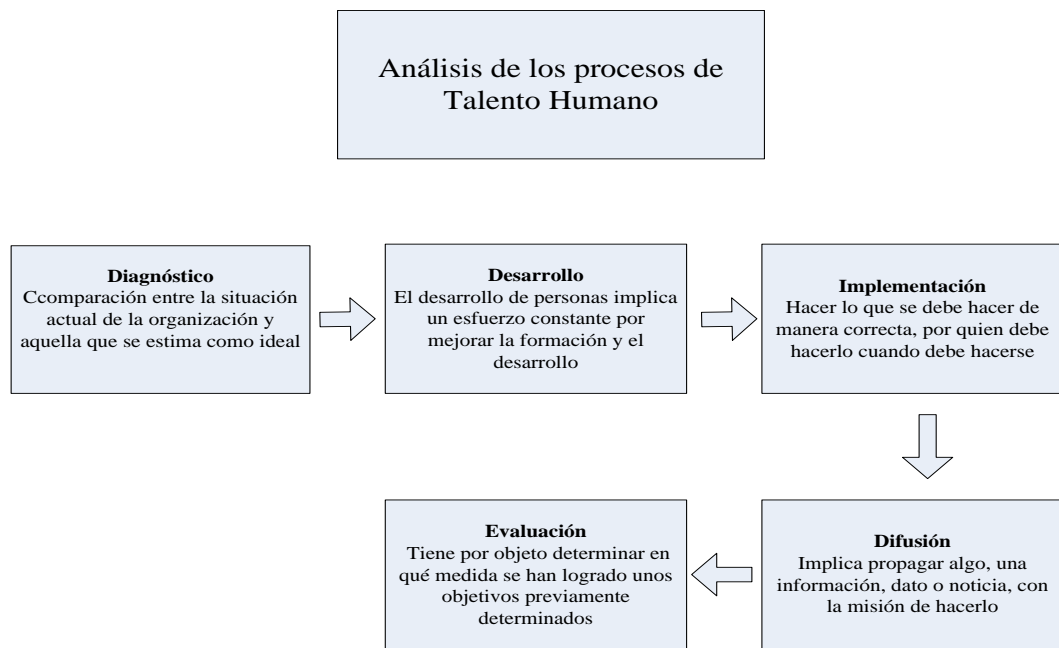 Análisis de los procesos de
Talento Humano
Diagnóstico
Ccomparación entre la situación
actual de la organización y
aquella que se estima como ideal
Desarrollo
El desarrollo de personas implica
un esfuerzo constante por
mejorar la formación y el
desarrollo
Implementación
Hacer lo que se debe hacer de
manera correcta, por quien debe
hacerlo cuando debe hacerse
Difusión
Implica propagar algo, una
información, dato o noticia, con
la misión de hacerlo
Evaluación
Tiene por objeto determinar en
qué medida se han logrado unos
objetivos previamente
determinados